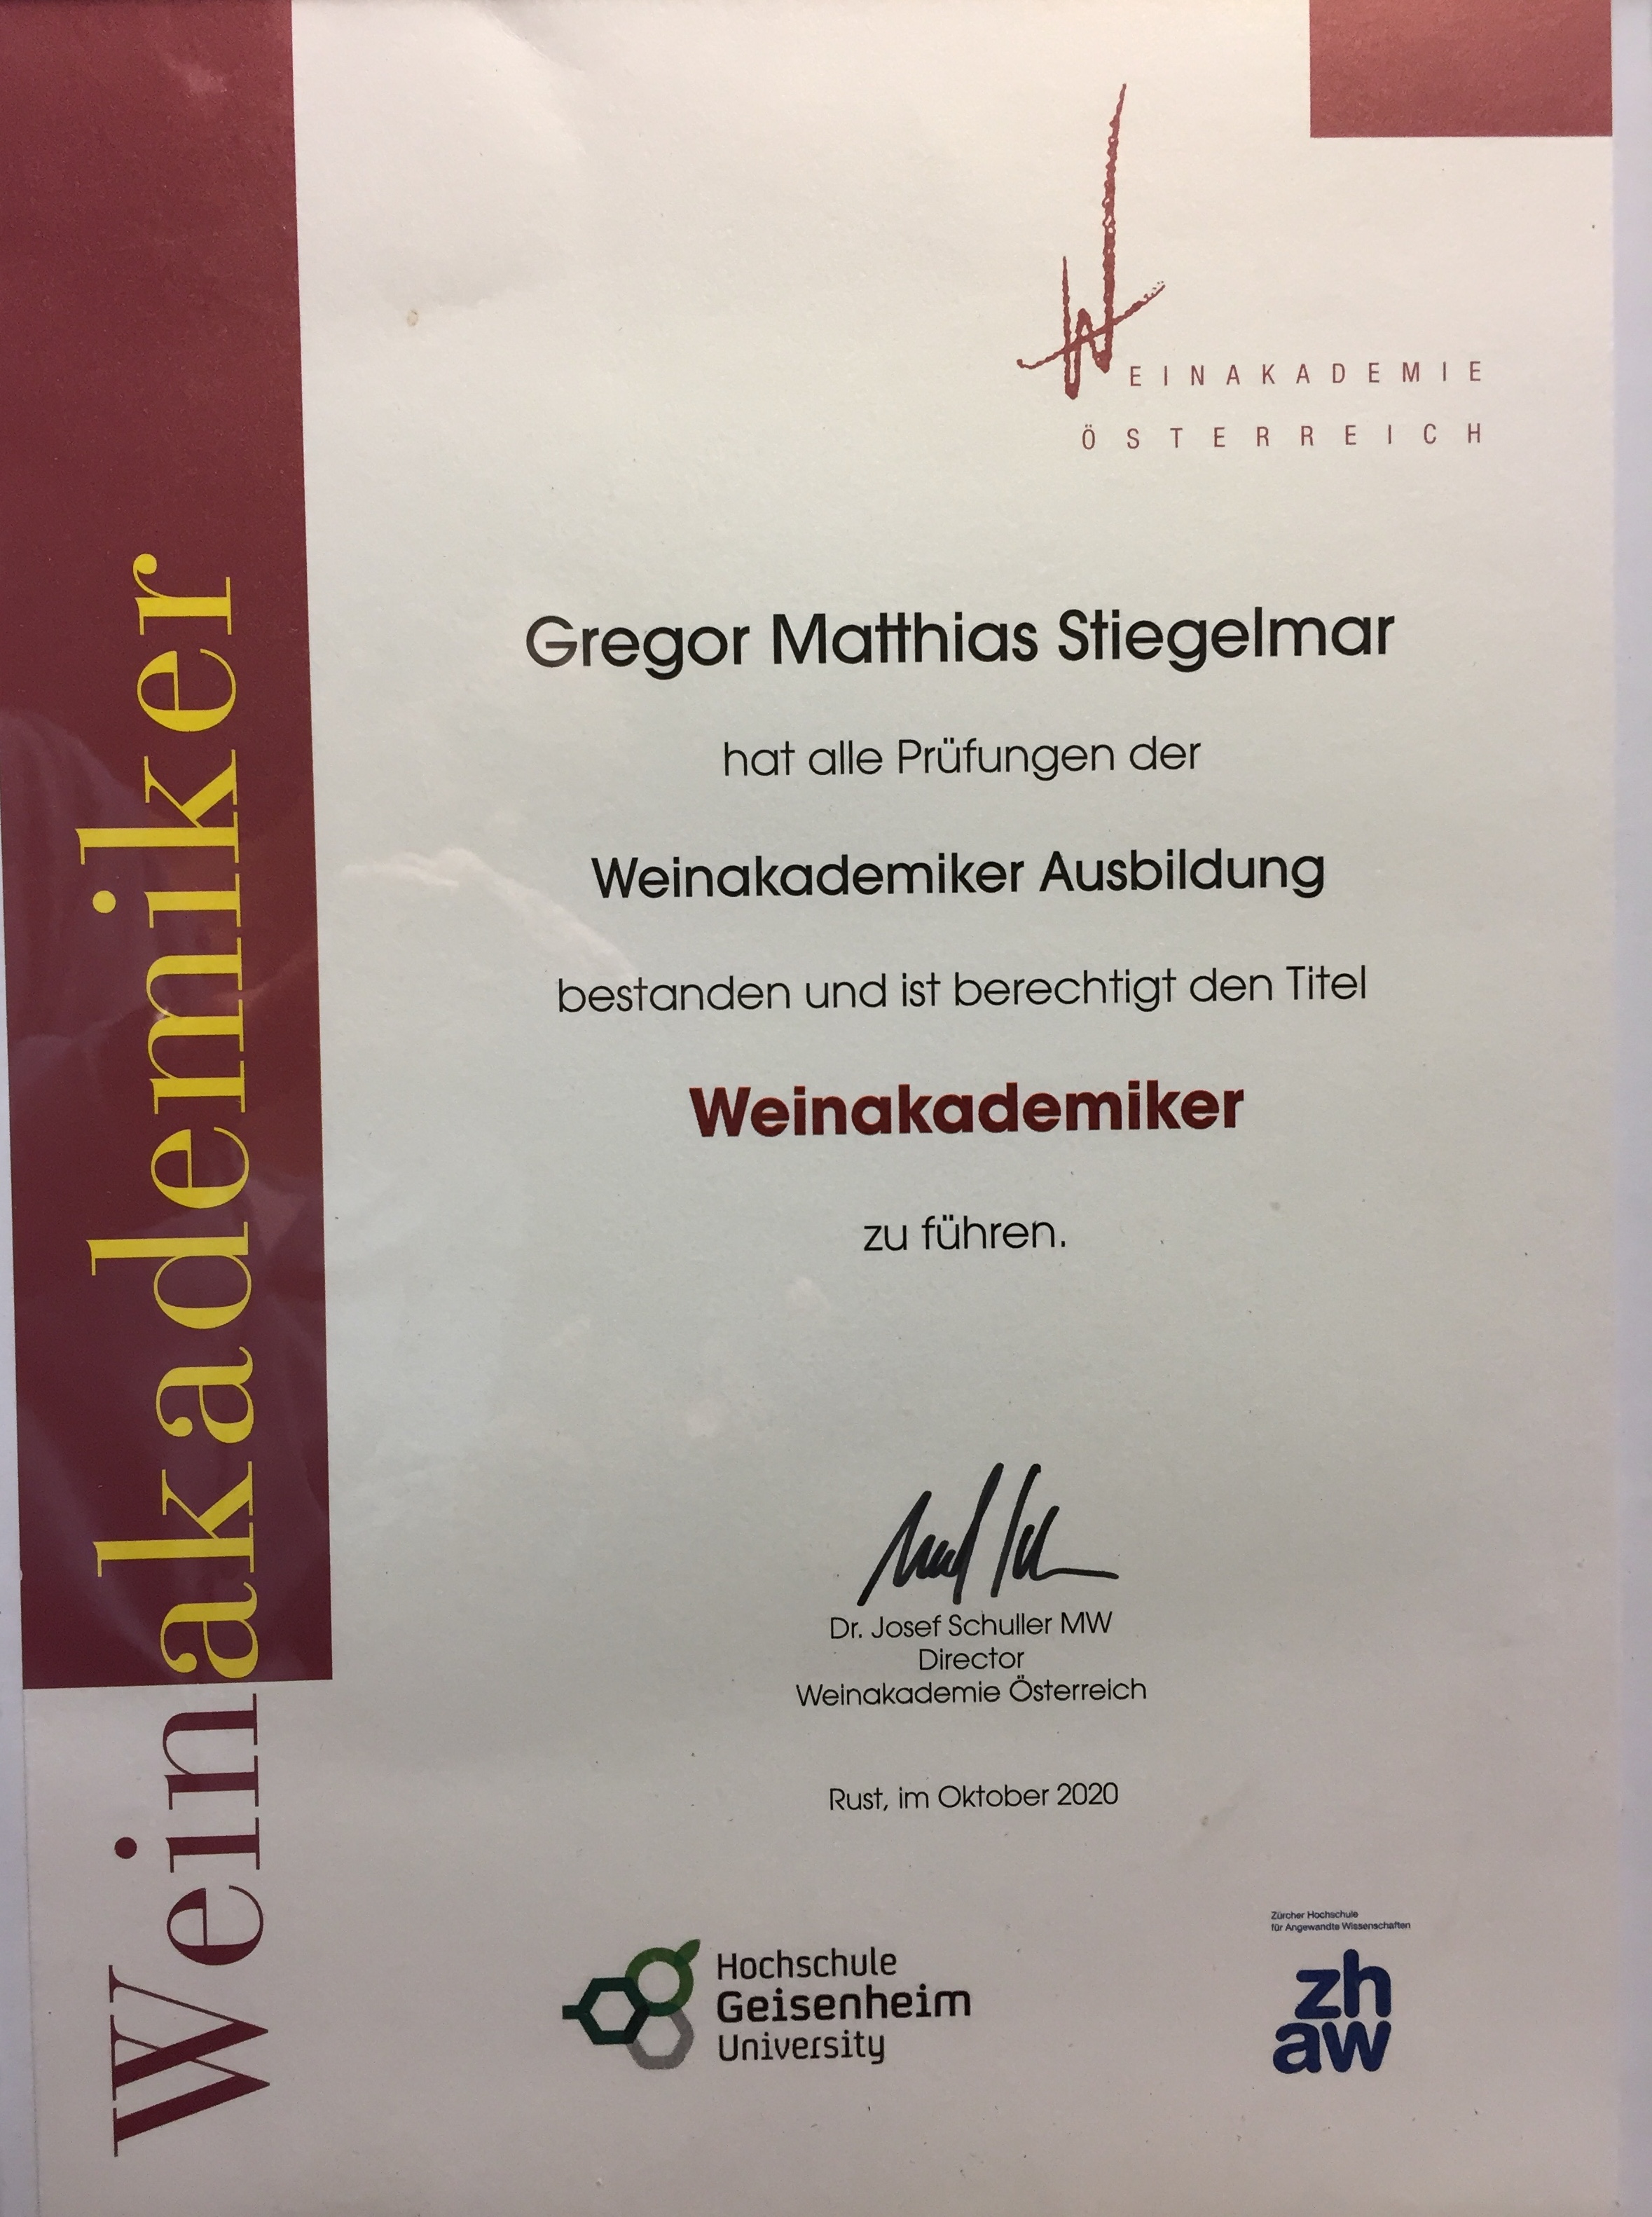 WEINAKADEMIE
ÖSTERREICH
Weinakademiker
Gregor Matthias Stiegelmar
hat alle Prüfungen der
Weinakademiker Ausbildung
bestanden und ist berechtigt den Titel
Weinakademiker
zu führen.
Dr. Josef Schuller MW
Director
Weinakademie Österreich
Rust, im Oktober 2020
Hochschule
Geisenheim
University
Zürcher Hochschule
für Angewandte Wissenschaften
zh
aw